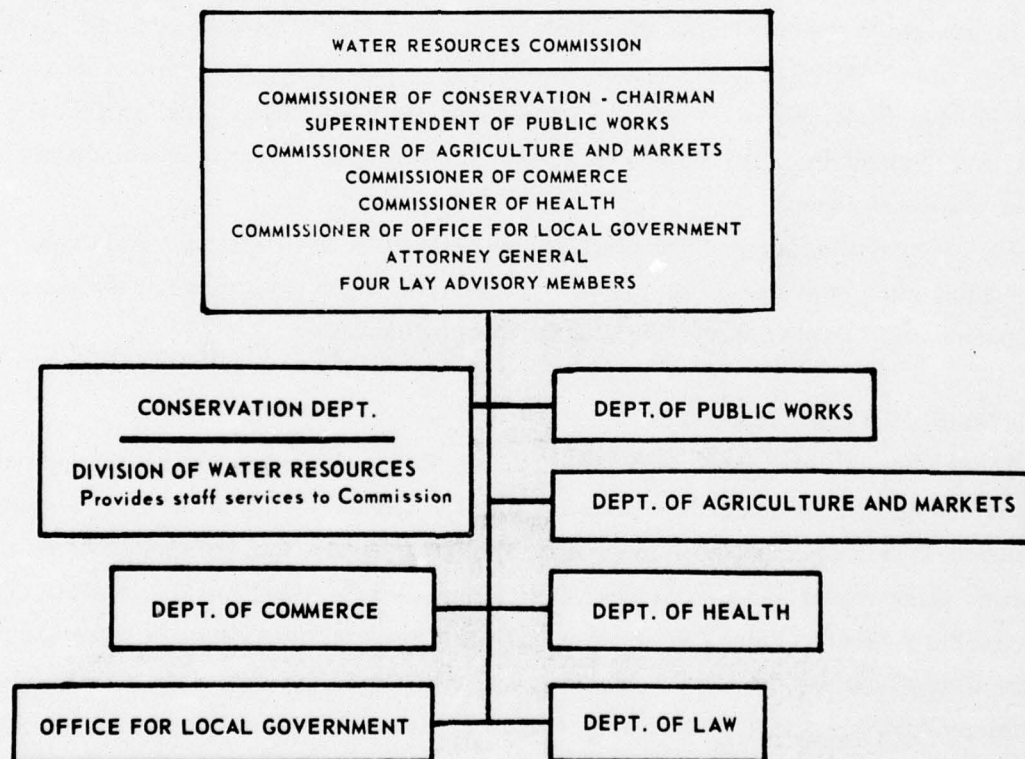 WATER RESOURCES COMMISSION
COMMISSIONER OF CONSERVATION - CHAIRMAN
SUPERINTENDENT OF PUBLIC WORKS
COMMISSIONER OF AGRICULTURE AND MARKETS
COMMISSIONER OF COMMERCE
COMMISSIONER OF HEALTH
COMMISSIONER OF OFFICE FOR LOCAL GOVERNMENT
ATTORNEY GENERAL
FOUR LAY ADVISORY MEMBERS
CONSERVATION DEPT.
DIVISION OF WATER RESOURCES
Provides staff services to Commission
DEPT. OF PUBLIC WORKS
DEPT. OF AGRICULTURE AND MARKETS
DEPT. OF COMMERCE
DEPT. OF HEALTH
OFFICE FOR LOCAL GOVERNMENT
DEPT. OF LAW